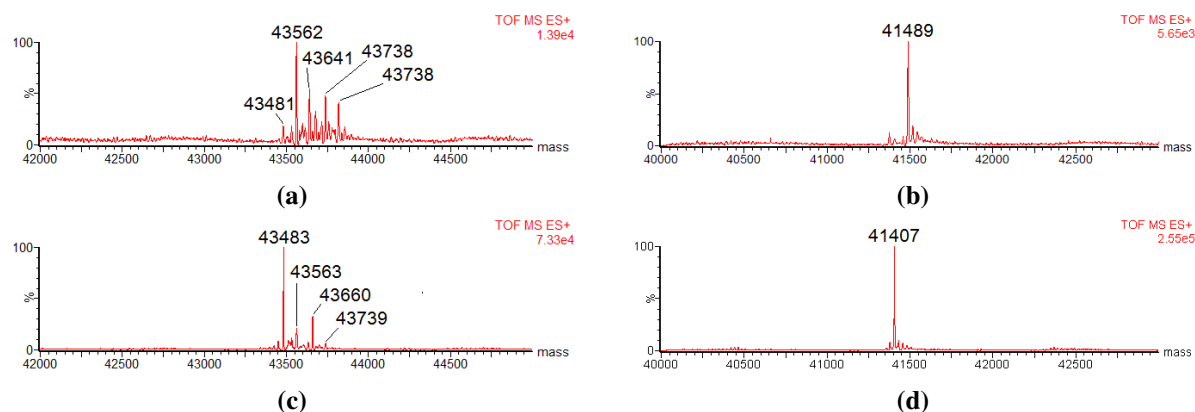 TOF MS ES+
1.39e4
43562
43738
43641
43738
43481
100
%
0
42000 42500 43000 43500 44000 44500 mass
(a)
TOF MS ES+
5.65e3
41489
100
%
0
40000 40500 41000 41500 42000 42500 mass
(b)
TOF MS ES+
7.33e4
43483
43563
43660
43739
100
%
0
42000 42500 43000 43500 44000 44500 mass
(c)
TOF MS ES+
2.55e5
41407
100
%
0
40000 40500 41000 41500 42000 42500 mass
(d)